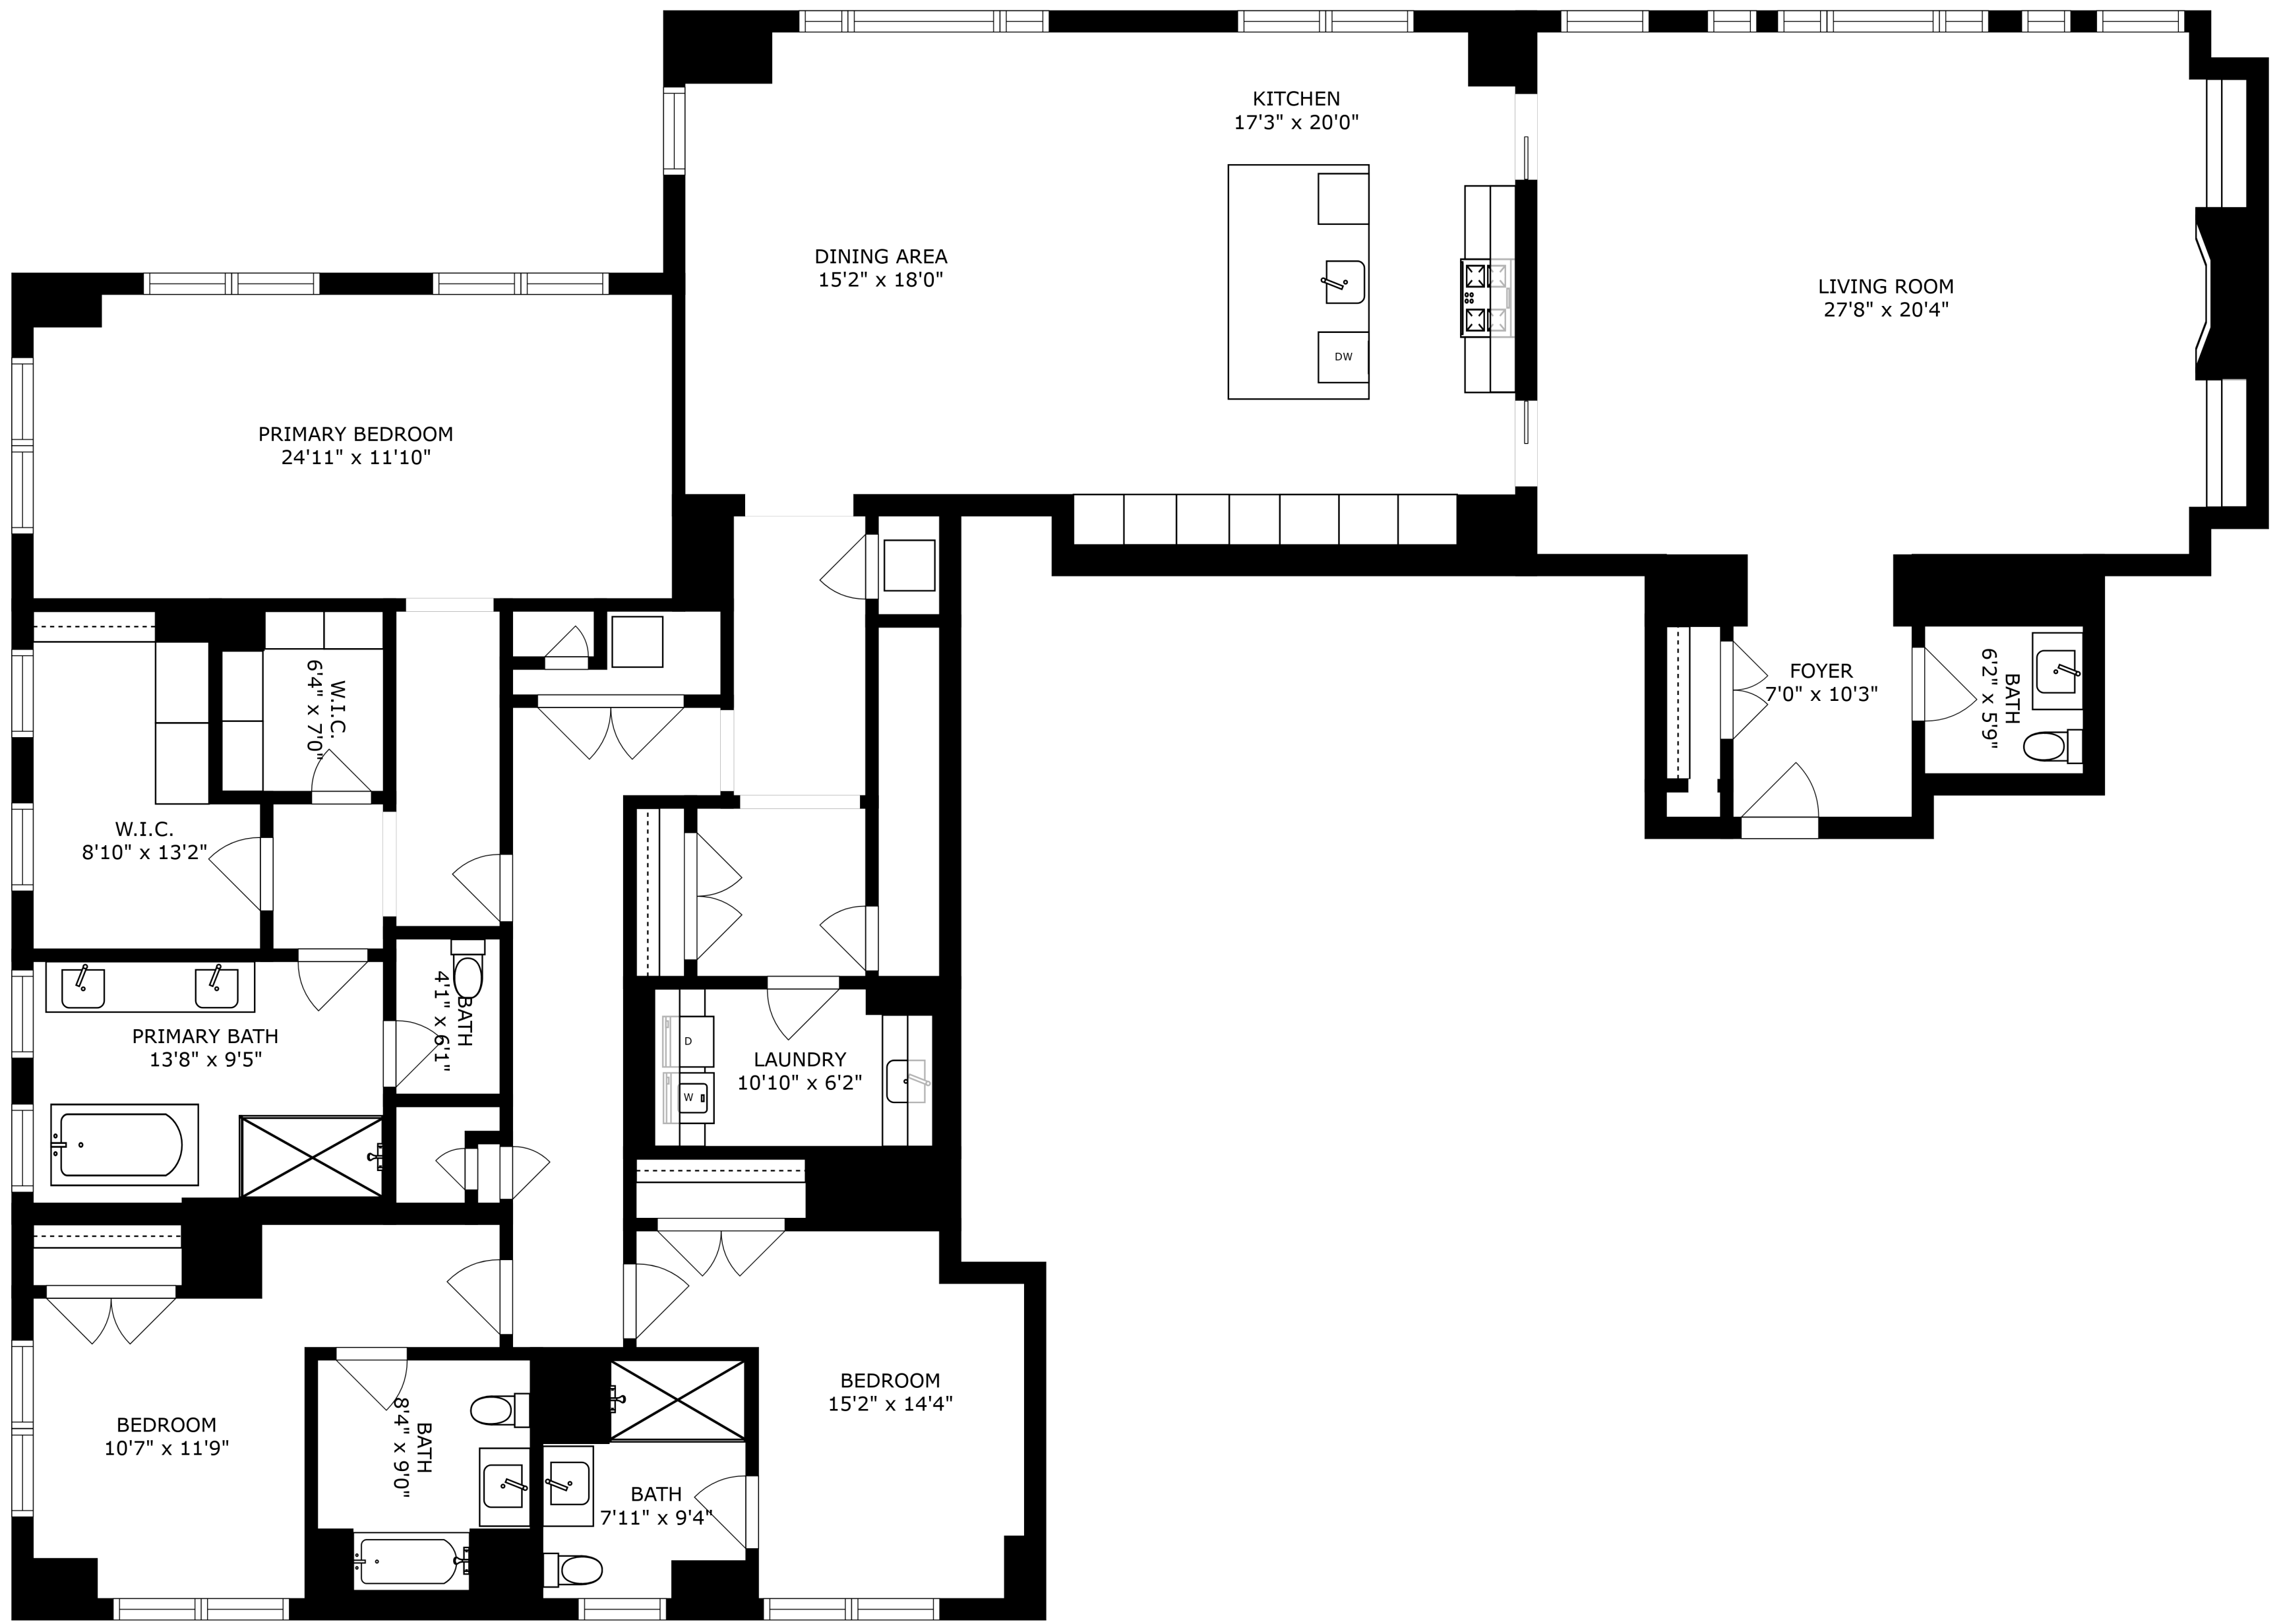 KITCHEN
17'3" x 20'0"
DINING AREA
15'2" x 18'0"
DW
LIVING ROOM
27'8" x 20'4"
PRIMARY BEDROOM
24'11" x 11'10"
W.I.C.
6'4" x 7'0"
FOYER
7'0" x 10'3"
BATH
6'2" x 5'9"
W.I.C.
8'10" x 13'2"
PRIMARY BATH
13'8" x 9'5"
BATH
4'1" x 6'1"
D
W
LAUNDRY
10'10" x 6'2"
BEDROOM
15'2" x 14'4"
BEDROOM
10'7" x 11'9"
BATH
8'4" x 9'0"
BATH
7'11" x 9'4"